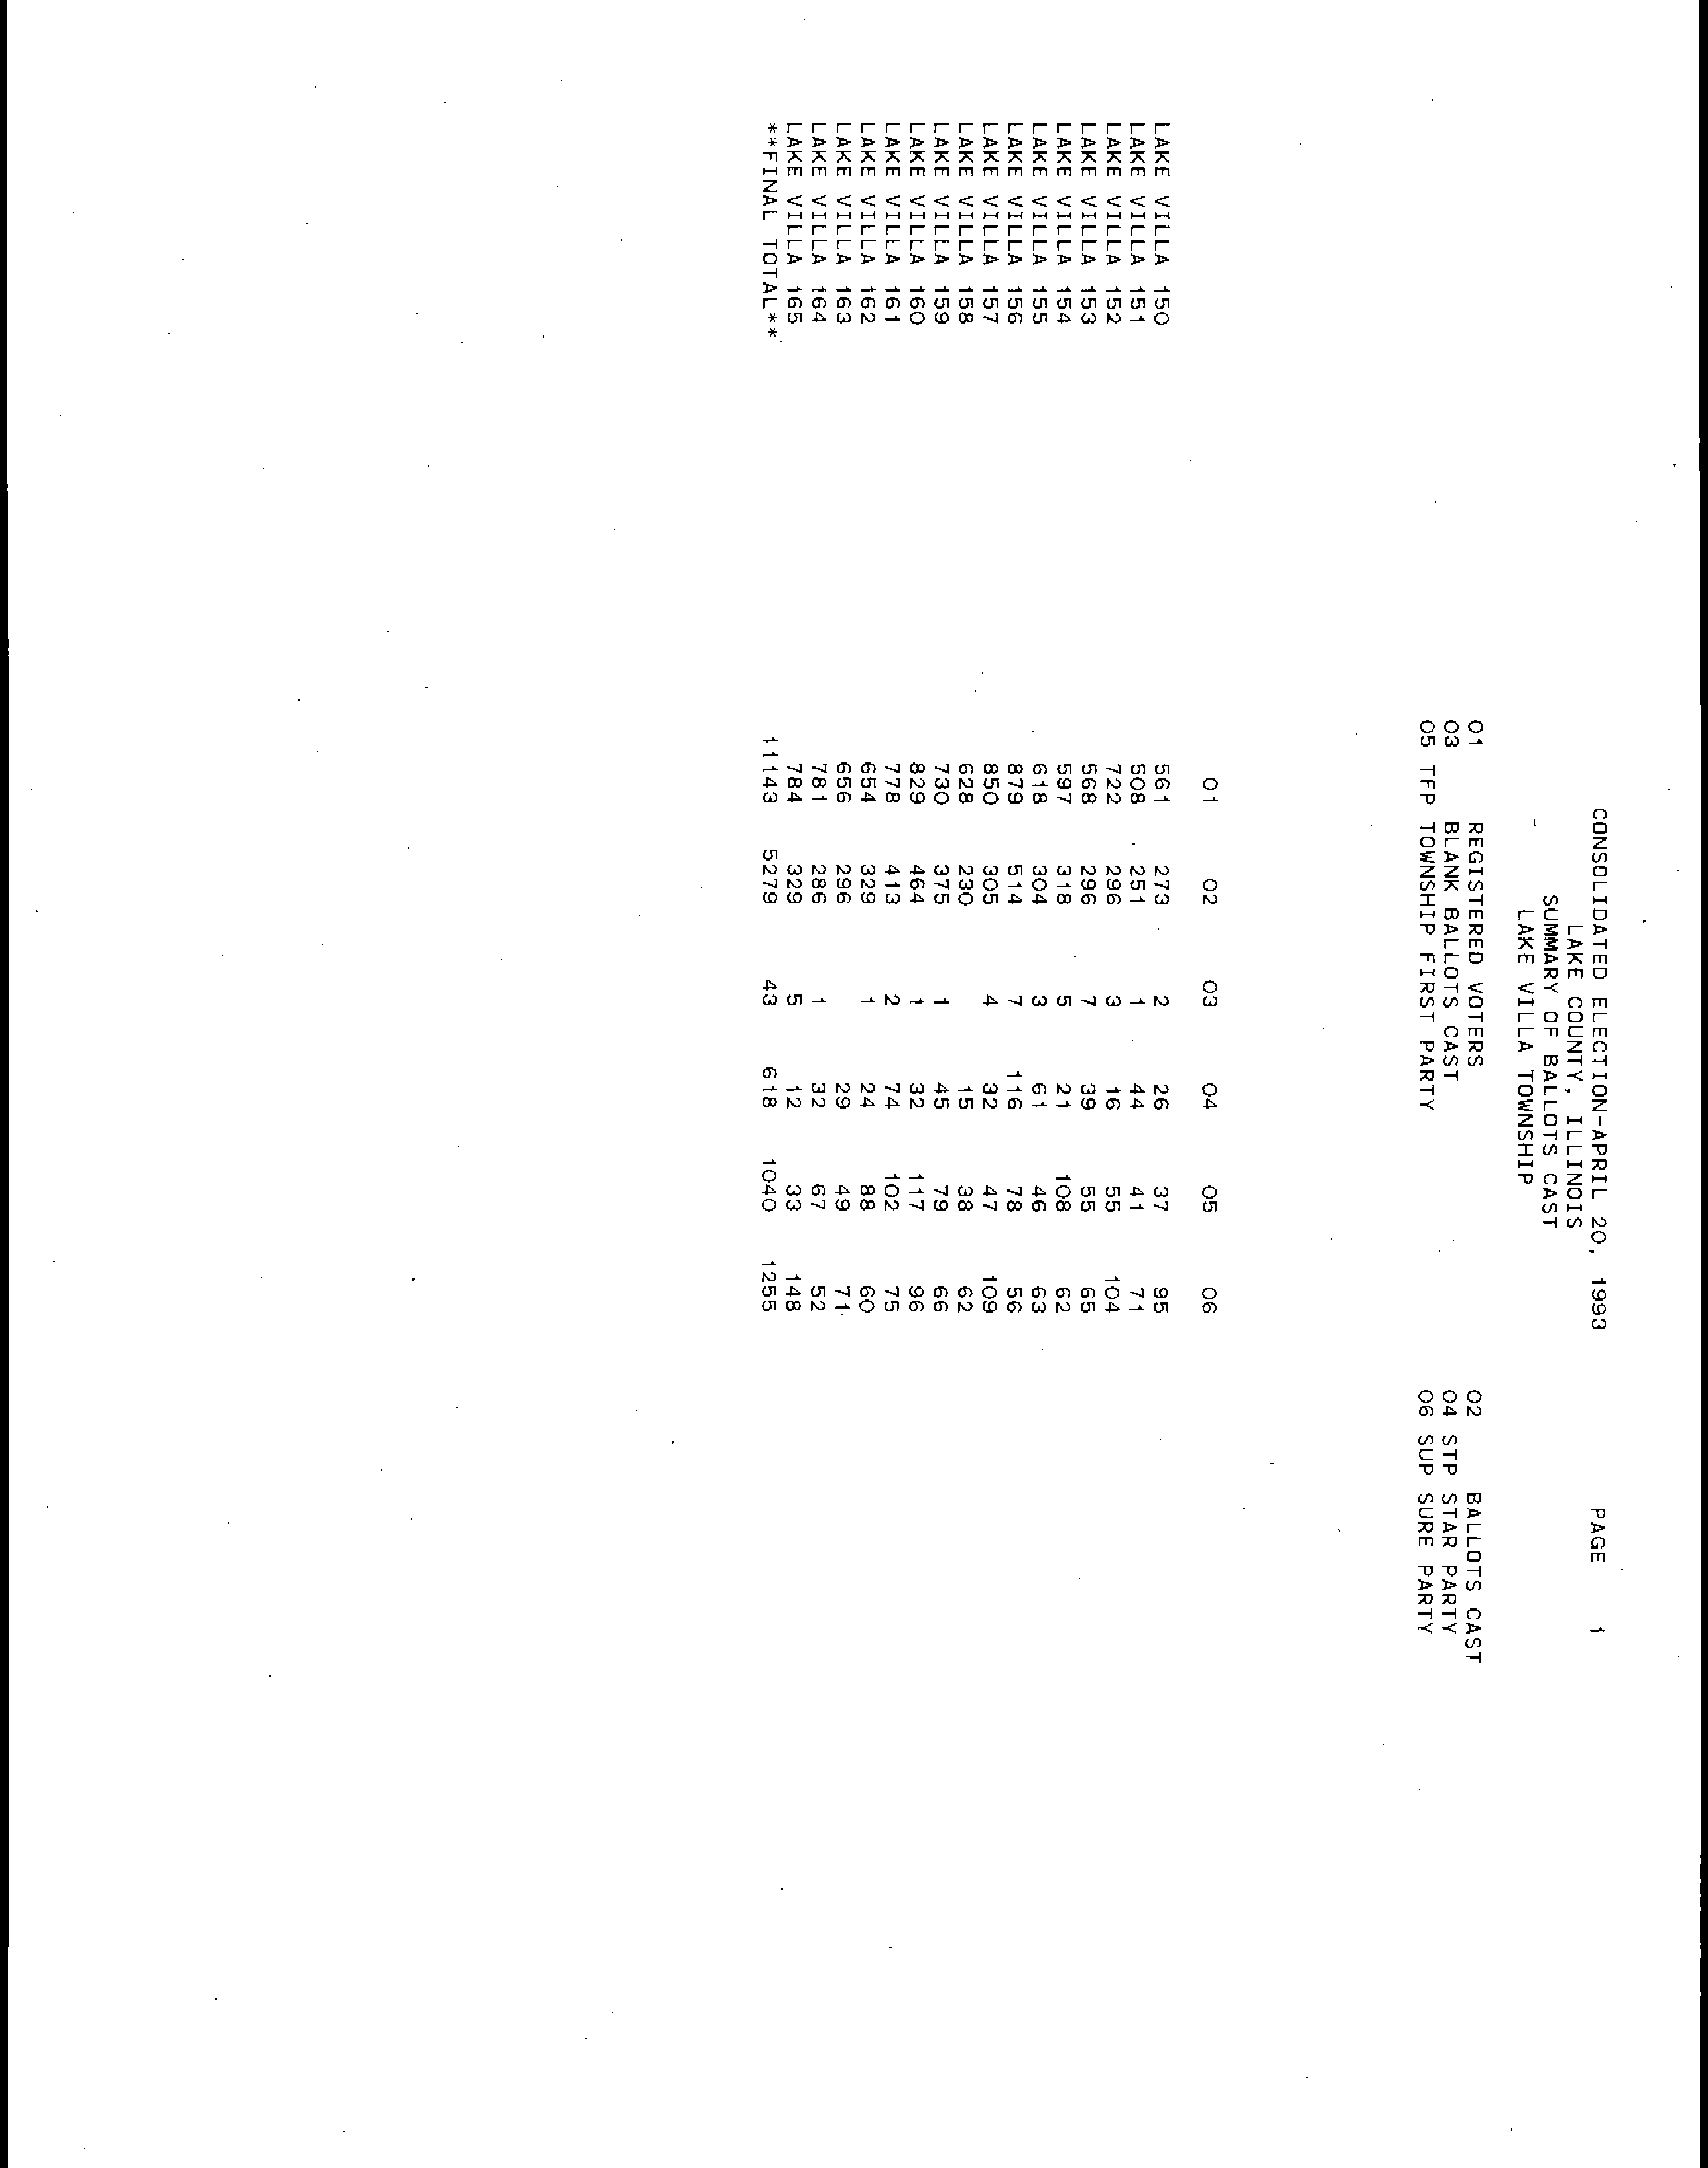 CONSOLIDATED ELECTION-APRIL 20, 1993 PAGE 1
LAKE COUNTY, ILLINOIS
SUMMARY OF BALLOTS CAST
LAKE VILLA TOWNSHIP
01 REGISTERED VOTERS 02 BALLOTS CAST
03 BLANK BALLOTS CAST 04 STP STAR PARTY
05 TFP TOWNSHIP FIRST PARTY 06 SUP SURE PARTY
01 02 03 04 05 06
LAKE VILLA 150 561 273 2 26 37 95
LAKE VILLA 151 508 251 1 44 41 71
LAKE VILLA 152 722 296 3 16 55 104
LAKE VILLA 153 568 296 7 39 55 65
LAKE VILLA 154 597 318 5 21 108 62
LAKE VILLA 155 618 304 3 61 46 63
LAKE VILLA 156 879 514 7 116 78 56
LAKE VILLA 157 850 305 4 32 47 109
LAKE VILLA 158 628 230 15 38 62
LAKE VILLA 159 730 375 1 45 79 66
LAKE VILLA 160 829 464 1 32 117 96
LAKE VILLA 161 778 413 2 74 102 75
LAKE VILLA 162 654 329 1 24 88 60
LAKE VILLA 163 656 296 29 49 71
LAKE VILLA 164 781 286 1 32 67 52
LAKE VILLA 165 784 329 5 12 33 148
**FINAL TOTAL** 11143 5279 43 618 1040 1255